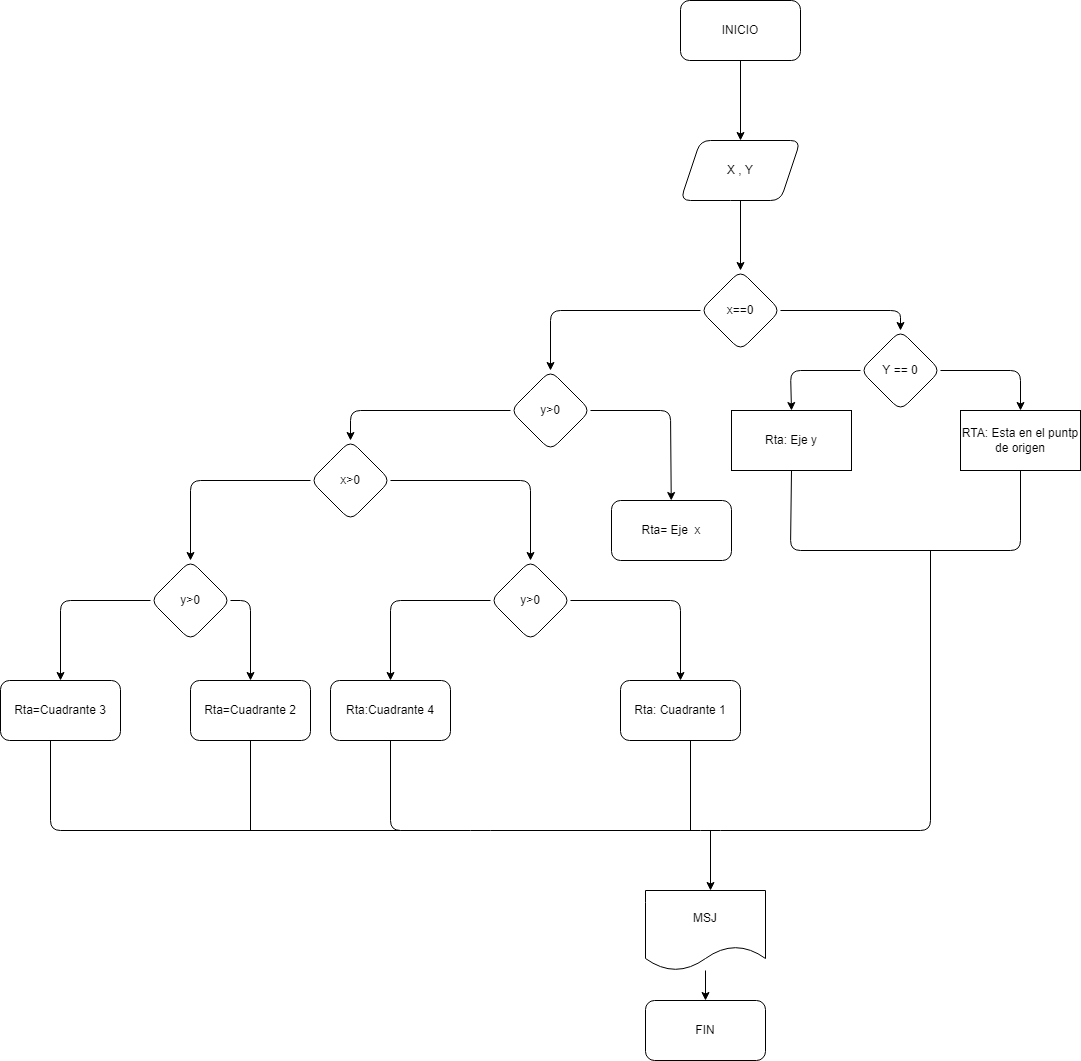 INICIO
X , Y
x==0
Y == 0
y>0
Rta: Eje y
RTA: Esta en el puntp
de origen
x>0
Rta= Eje x
y>0
y>0
Rta=Cuadrante 3
Rta=Cuadrante 2
Rta:Cuadrante 4
Rta: Cuadrante 1
MSJ
FIN